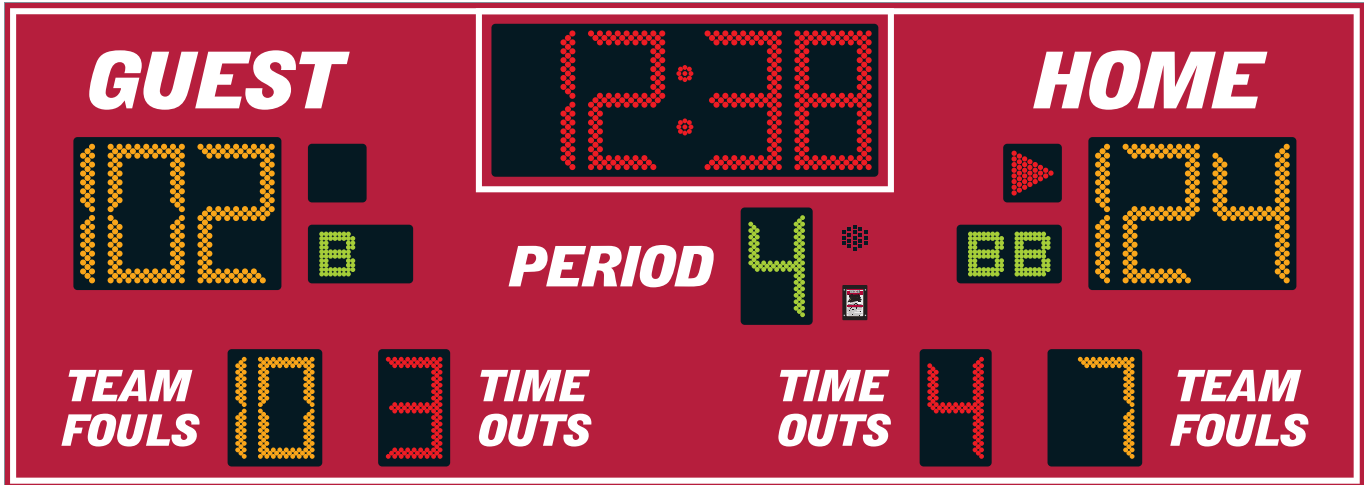 12:38
GUEST
HOME
102
124
B
BB
PERIOD 4
TEAM FOULS 10
3 TIME OUTS
TIME OUTS 4
7 TEAM FOULS